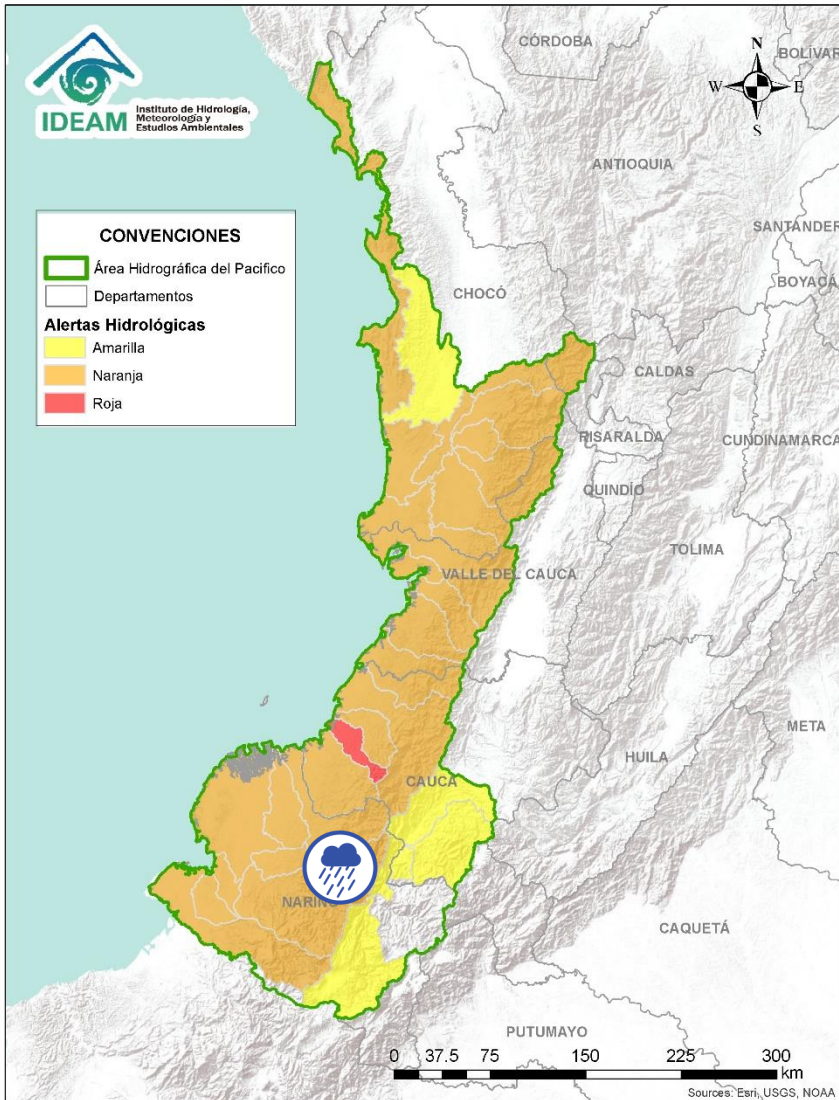 IDEAM
Instituto de Hidrología,
Meteorología y
Estudios Ambientales
CÓRDOBA
BOLÍVAR
N
W
E
S
ANTIOQUIA
SANTANDER
BOYACÁ
CONVENCIONES
Área Hidrográfica del Pacifico
Departamentos
Alertas Hidrológicas
Amarilla
Naranja
Roja
CHOCÓ
CALDAS
RISARALDA
CUNDINAMARCA
QUINDÍO
TOLIMA
VALLE DEL CAUCA
META
HUILA
CAUCA
NARIÑO
CAQUETÁ
PUTUMAYO
0 37.5 75 150 225 300
km
Sources: Esri, USGS, NOAA